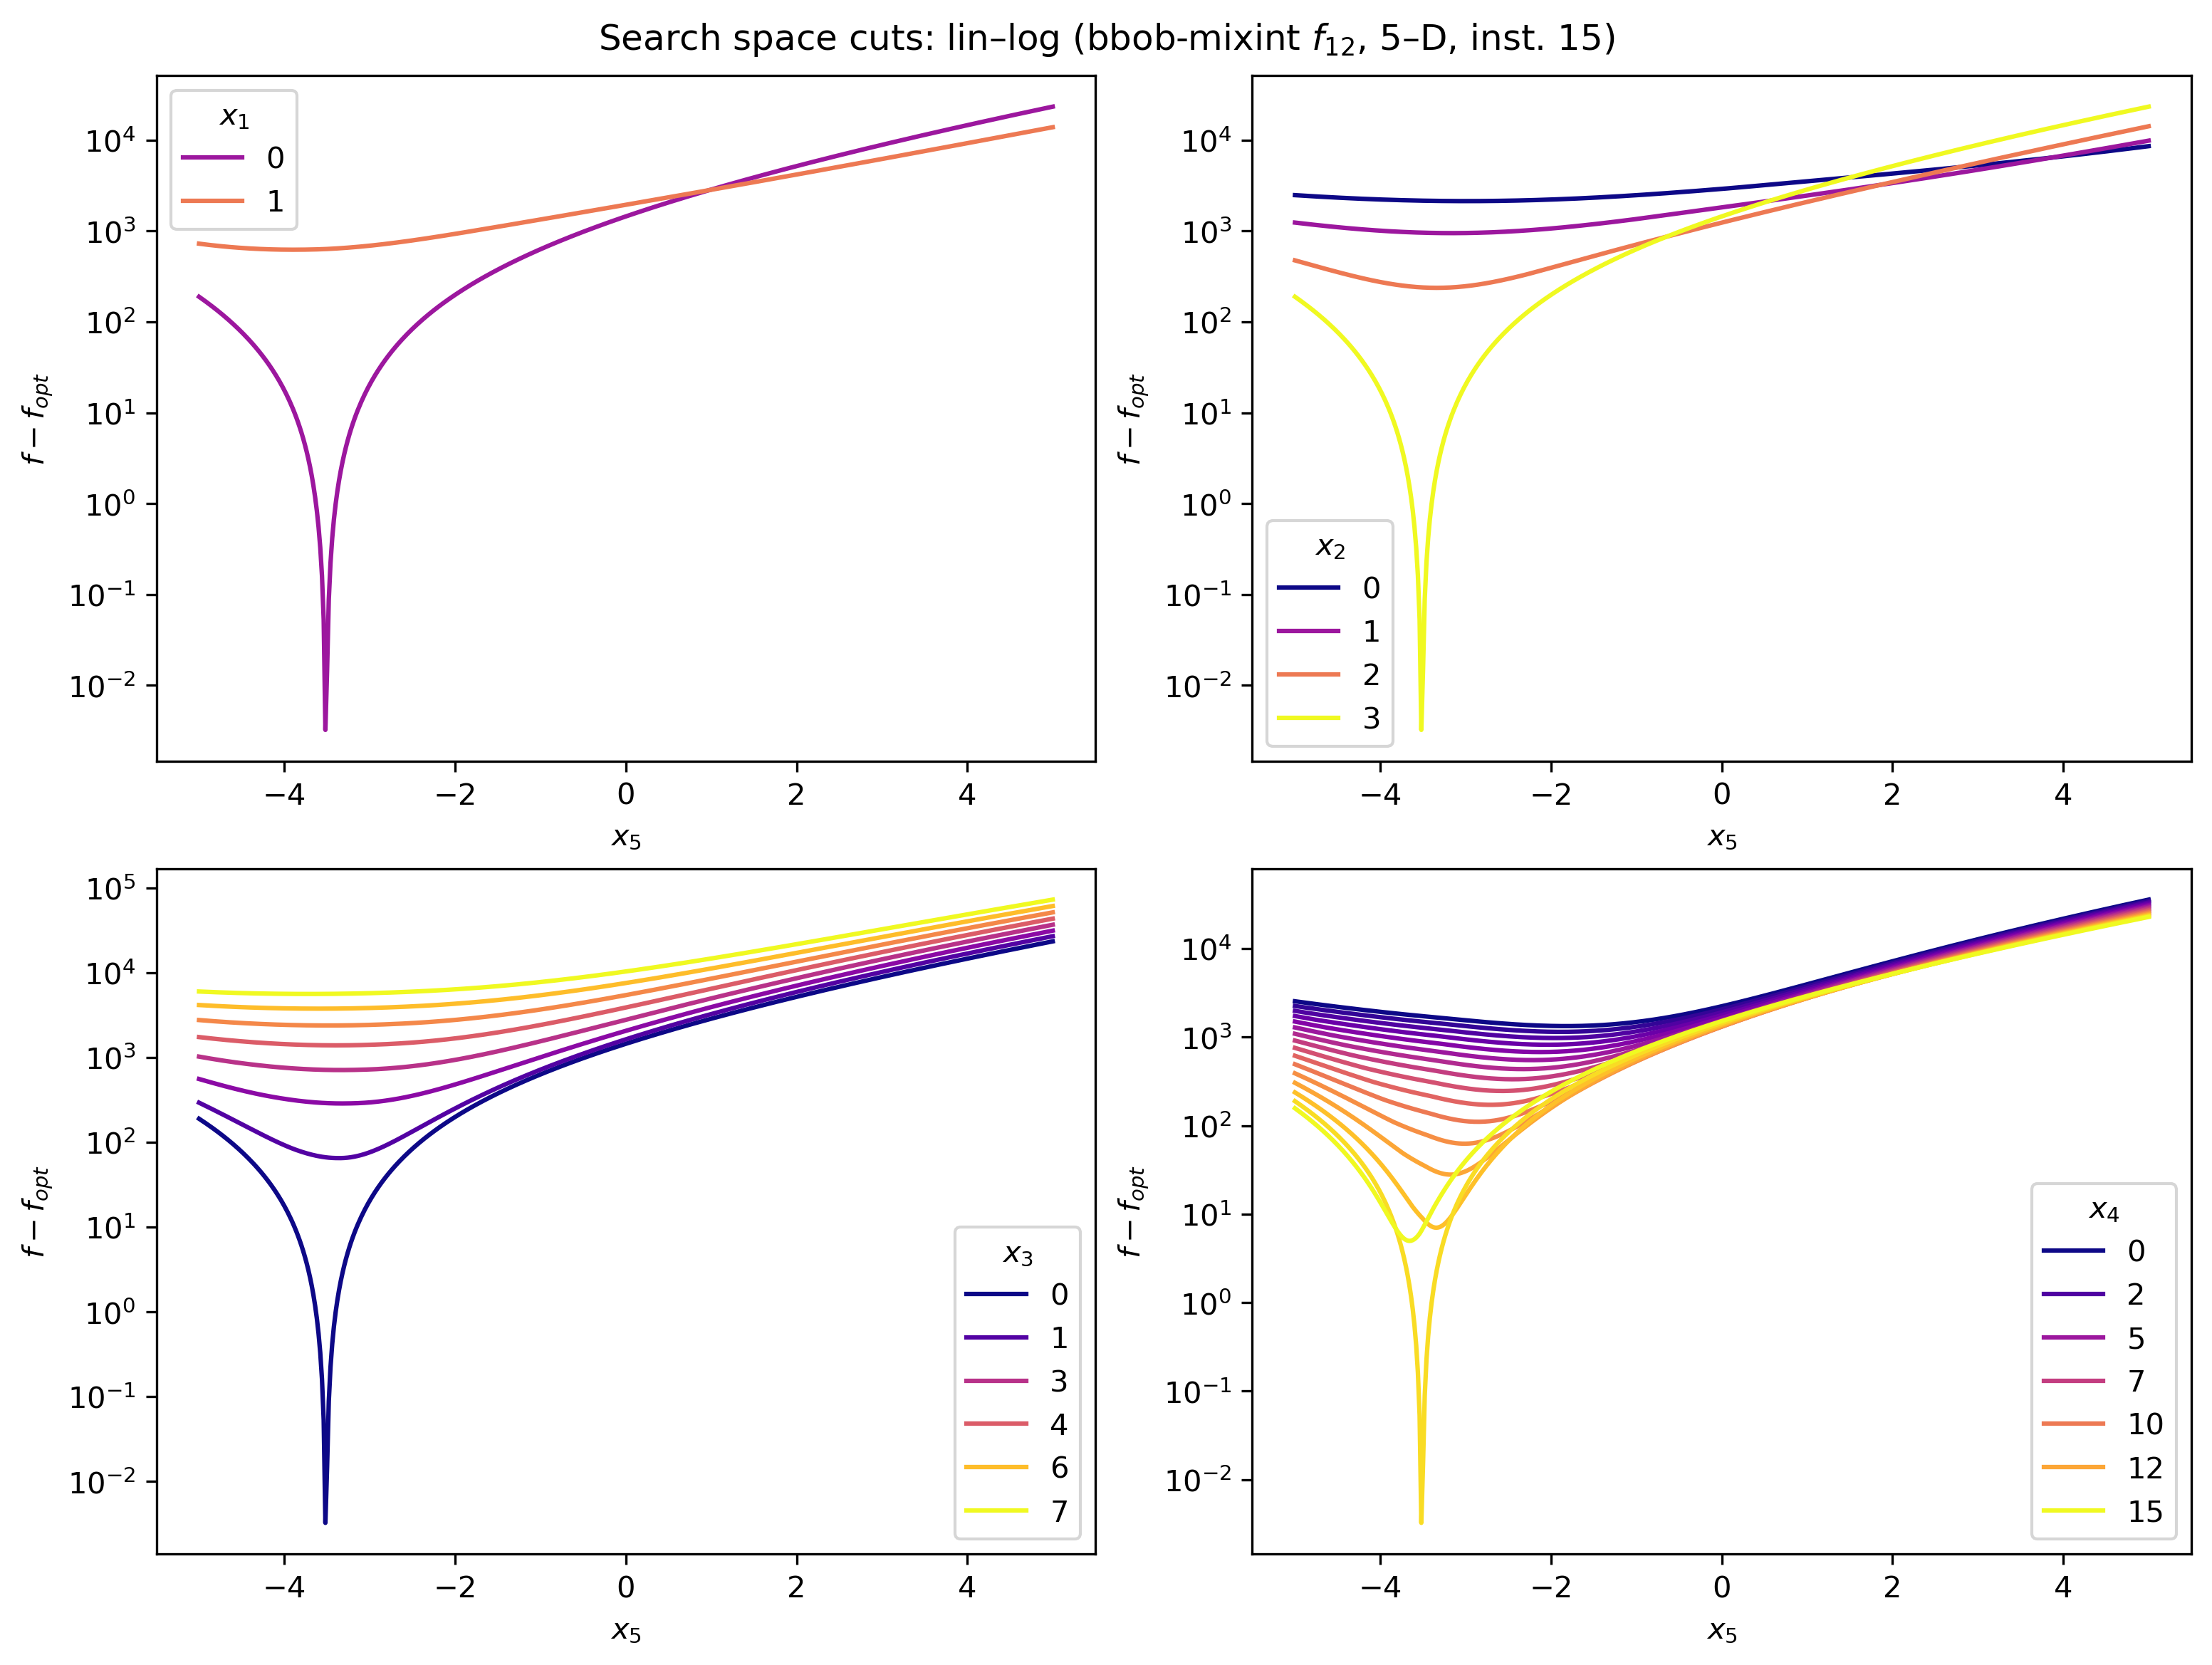 Search space cuts: lin–log (bbob-mixint f12, 5–D, inst. 15)
x1
0
1
10^4
10^3
10^2
10^1
10^0
10^−1
10^−2
f − fopt
−4 −2 0 2 4
x5
x2
0
1
2
3
10^4
10^3
10^2
10^1
10^0
10^−1
10^−2
f − fopt
−4 −2 0 2 4
x5
x3
0
1
3
4
6
7
10^5
10^4
10^3
10^2
10^1
10^0
10^−1
10^−2
f − fopt
−4 −2 0 2 4
x5
x4
0
2
5
7
10
12
15
10^4
10^3
10^2
10^1
10^0
10^−1
10^−2
f − fopt
−4 −2 0 2 4
x5